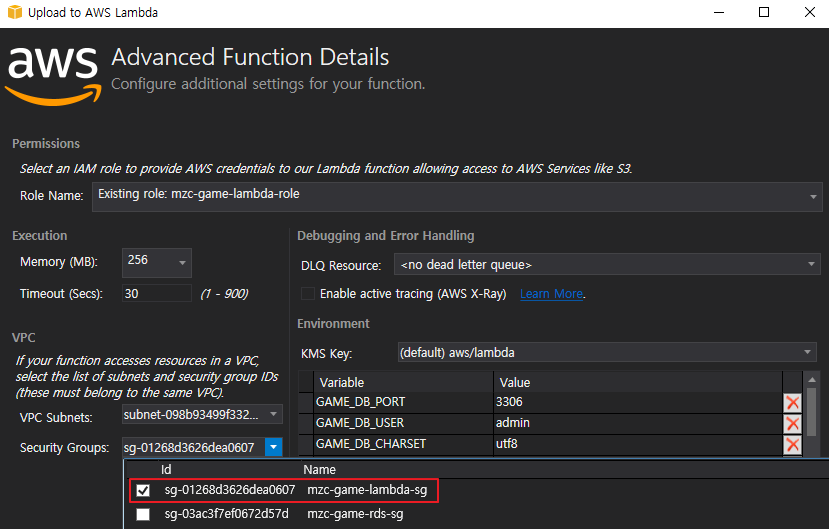 Upload to AWS Lambda
aws
Advanced Function Details
Configure additional settings for your function.
Permissions
Select an IAM role to provide AWS credentials to our Lambda function allowing access to AWS Services like S3.
Role Name: Existing role: mzc-game-lambda-role
Execution
Memory (MB): 256
Timeout (Secs): 30 (1 - 900)
Debugging and Error Handling
DLQ Resource: <no dead letter queue>
Enable active tracing (AWS X-Ray) Learn More.
VPC
If your function accesses resources in a VPC,
select the list of subnets and security group IDs
(these must belong to the same VPC).
VPC Subnets: subnet-098b93499f332...
Security Groups: sg-01268d3626dea0607
Environment
KMS Key: (default) aws/lambda
Variable Value
GAME_DB_PORT 3306
GAME_DB_USER admin
GAME_DB_CHARSET utf8
Id Name
sg-01268d3626dea0607 mzc-game-lambda-sg
sg-03ac3f7ef0672d57d mzc-game-rds-sg